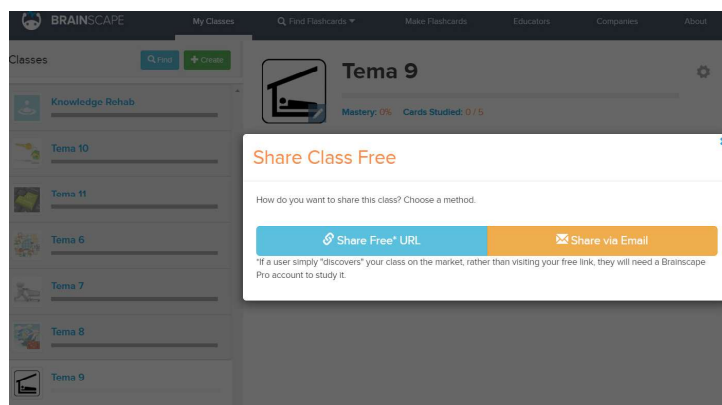 BRAINSCAPE
My Classes
Find Flashcards
Make Flashcards
Educators
Companies
About
Classes
Find
Create
Knowledge Rehab
Tema 10
Tema 11
Tema 6
Tema 7
Tema 8
Tema 9
Tema 9
Mastery: 0% Cards Studied: 0 / 5
Share Class Free
How do you want to share this class? Choose a method.
Share Free* URL
Share via Email
*If a user simply "discovers" your class on the market, rather than visiting your free link, they will need a Brainscape
Pro account to study it.